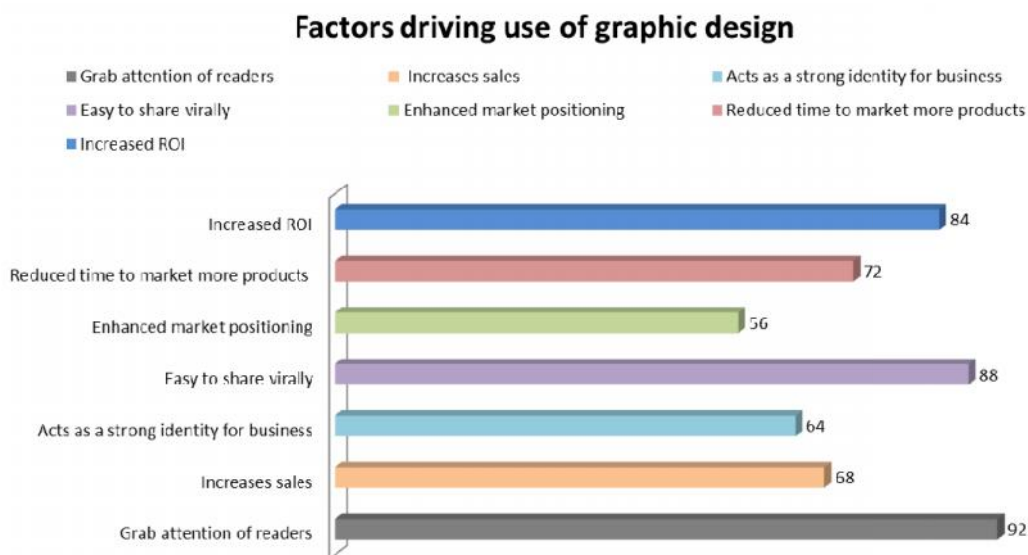 Factors driving use of graphic design
Grab attention of readers
Increases sales
Acts as a strong identity for business
Easy to share virally
Enhanced market positioning
Reduced time to market more products
Increased ROI
Increased ROI
84
Reduced time to market more products
72
Enhanced market positioning
56
Easy to share virally
88
Acts as a strong identity for business
64
Increases sales
68
Grab attention of readers
92